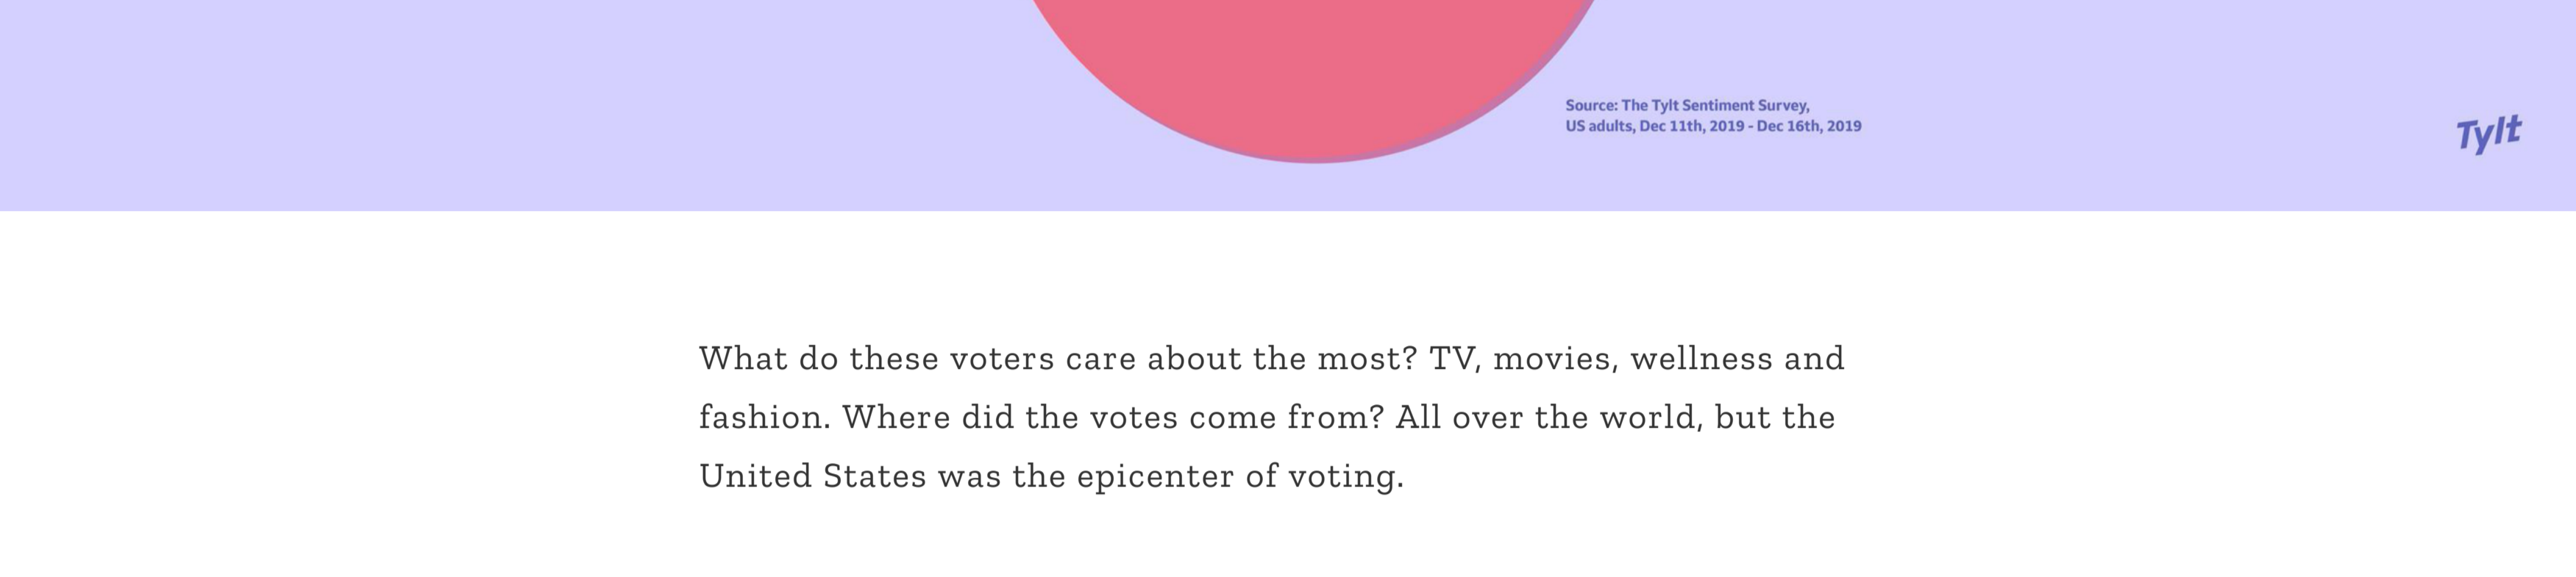 Source: The Tylt Sentiment Survey,
US adults, Dec 11th, 2019 - Dec 16th, 2019
Tylt
What do these voters care about the most? TV, movies, wellness and
fashion. Where did the votes come from? All over the world, but the
United States was the epicenter of voting.